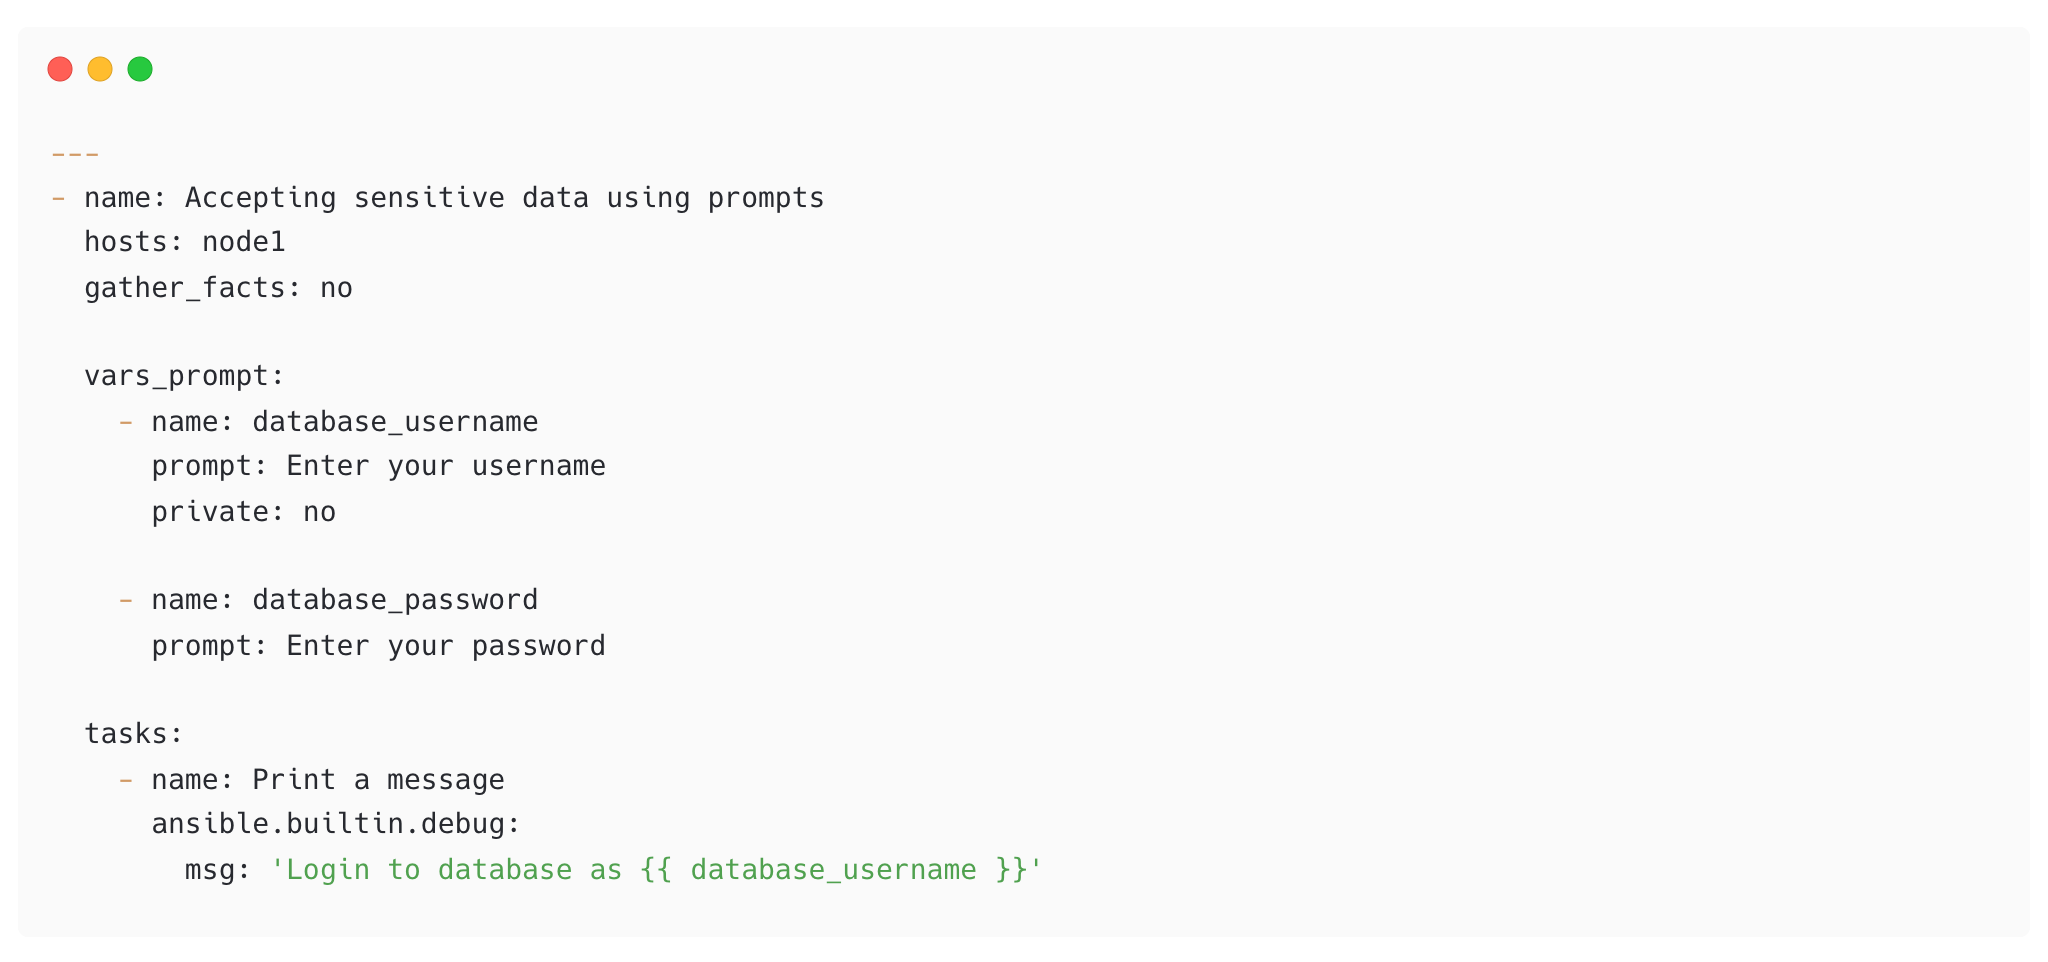 ---
- name: Accepting sensitive data using prompts
  hosts: node1
  gather_facts: no

  vars_prompt:
    - name: database_username
      prompt: Enter your username
      private: no

    - name: database_password
      prompt: Enter your password

  tasks:
    - name: Print a message
      ansible.builtin.debug:
        msg: 'Login to database as {{ database_username }}'